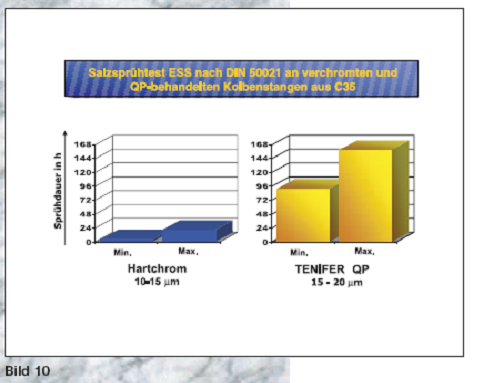 Salzsprühtest ESS nach DIN 50021 an verchromten und
QP-behandelten Kolbenstangen aus C35
Sprühdauer in h
168
144
120
96
72
48
24
0
Min.
Max.
Hartchrom
10-15 µm
168
144
120
96
72
48
24
0
Min.
Max.
TENIFER QP
15 - 20 µm
Bild 10